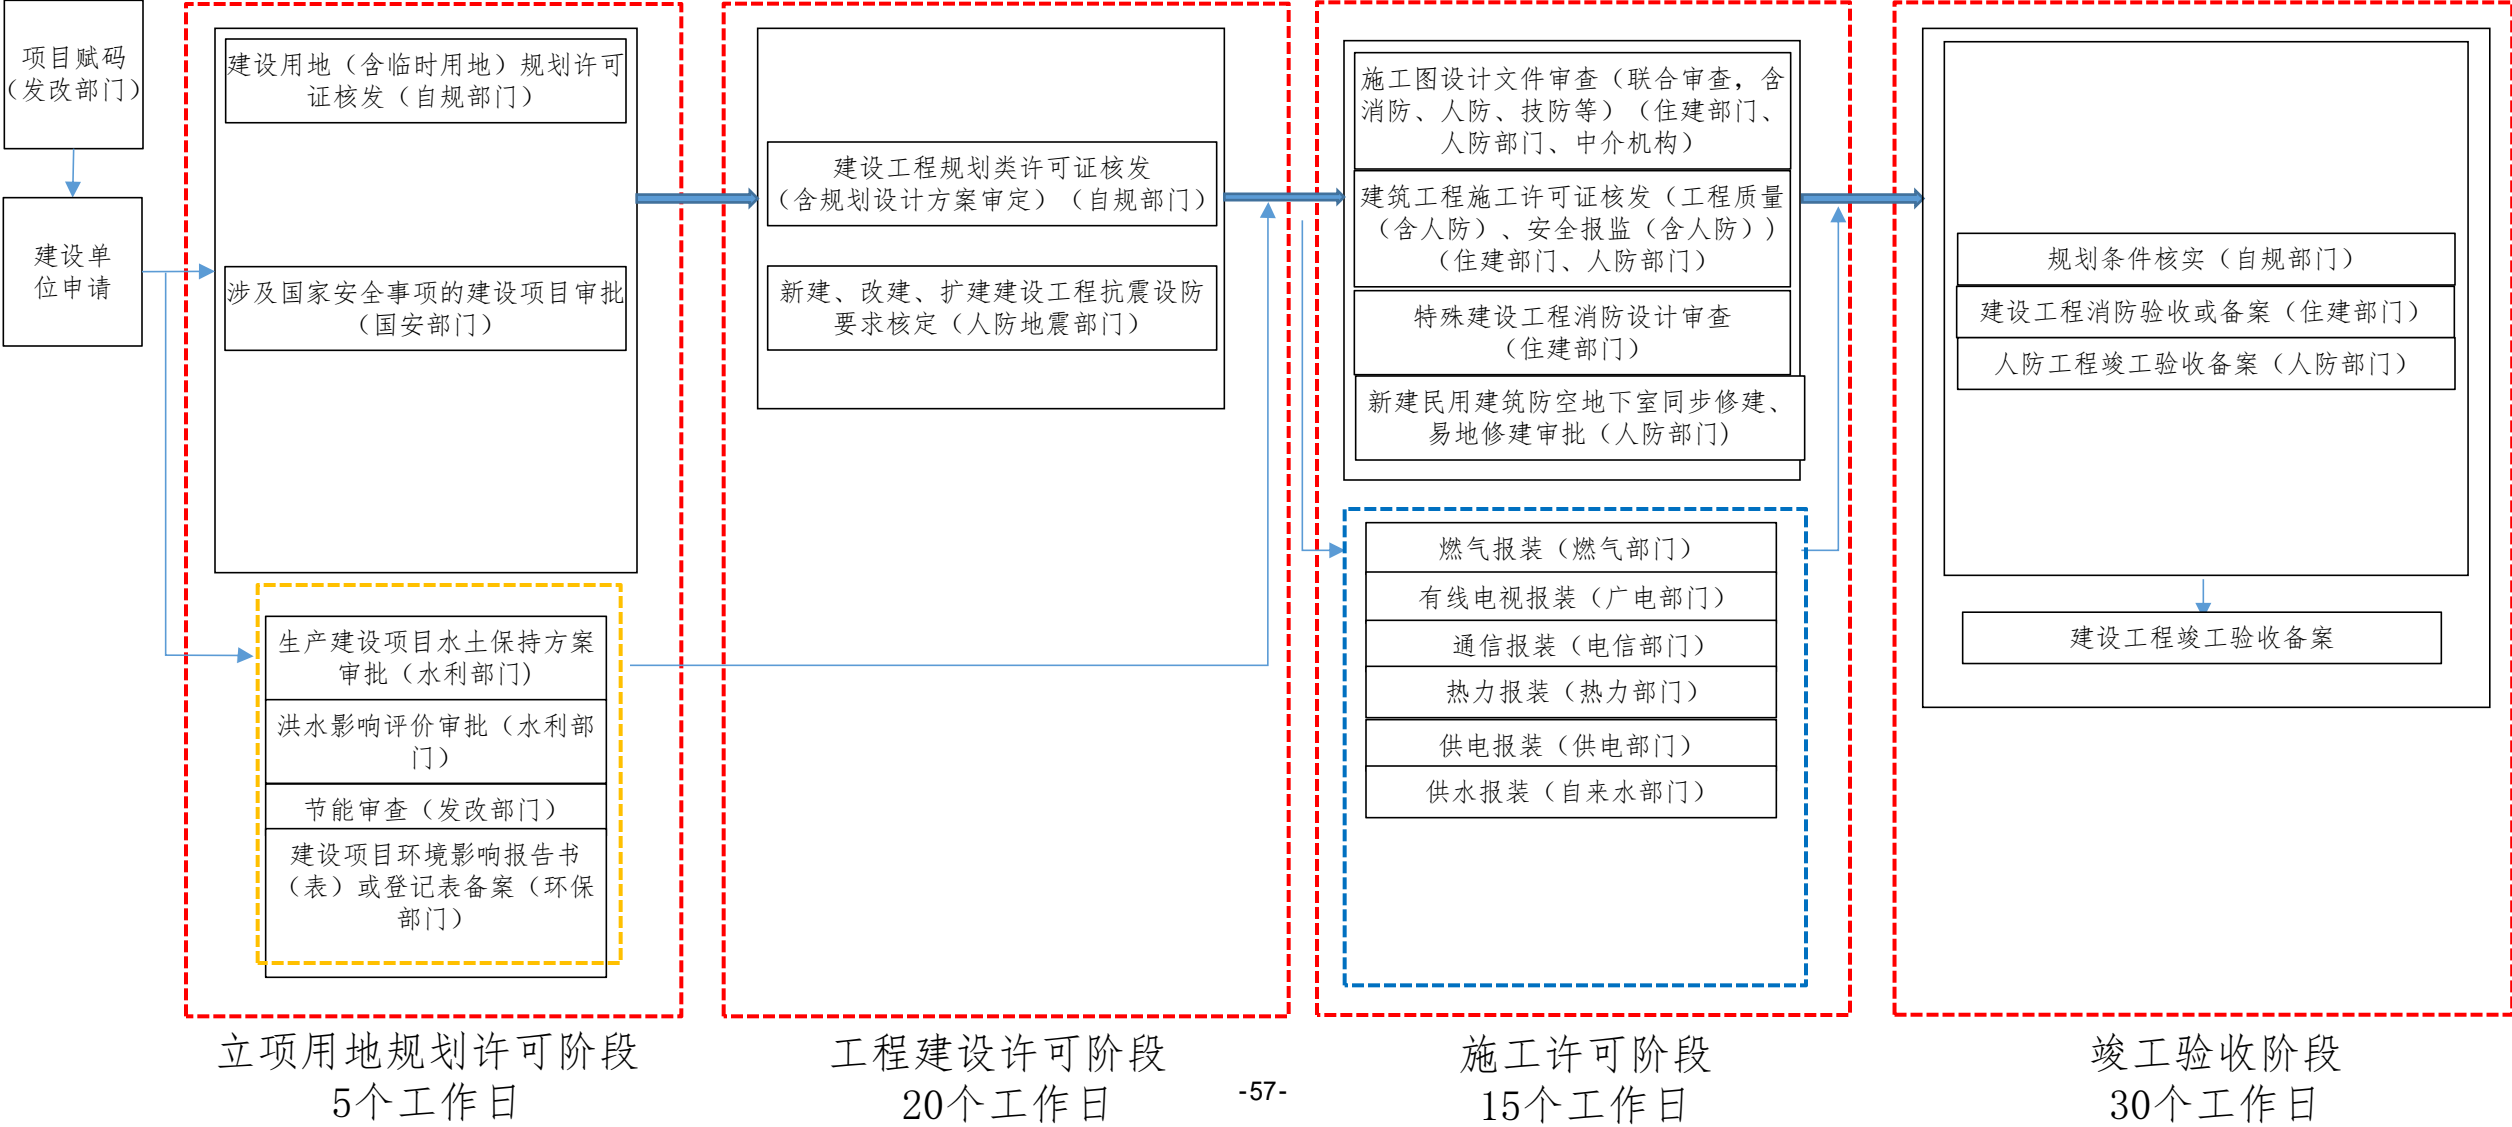 项目赋码
（发改部门）
建设单
位申请
建设用地（含临时用地）规划许可
证核发（自规部门）
涉及国家安全事项的建设项目审批
（国安部门）
生产建设项目水土保持方案
审批（水利部门)
洪水影响评价审批（水利部
门）
节能审查（发改部门）
建设项目环境影响报告书
（表）或登记表备案（环保
部门）
立项用地规划许可阶段
5个工作日
建设工程规划类许可证核发
（含规划设计方案审定）（自规部门）
新建、改建、扩建建设工程抗震设防
要求核定（人防地震部门）
工程建设许可阶段
20个工作日
施工图设计文件审查（联合审查，含
消防、人防、技防等）（住建部门、
人防部门、中介机构）
建筑工程施工许可证核发（工程质量
（含人防）、安全报监（含人防）)
（住建部门、人防部门）
特殊建设工程消防设计审查
（住建部门）
新建民用建筑防空地下室同步修建、
易地修建审批（人防部门)
燃气报装（燃气部门）
有线电视报装（广电部门）
通信报装（电信部门）
热力报装（热力部门）
供电报装（供电部门）
供水报装（自来水部门）
施工许可阶段
15个工作日
规划条件核实（自规部门）
建设工程消防验收或备案（住建部门）
人防工程竣工验收备案（人防部门）
建设工程竣工验收备案
竣工验收阶段
30个工作日
-57-